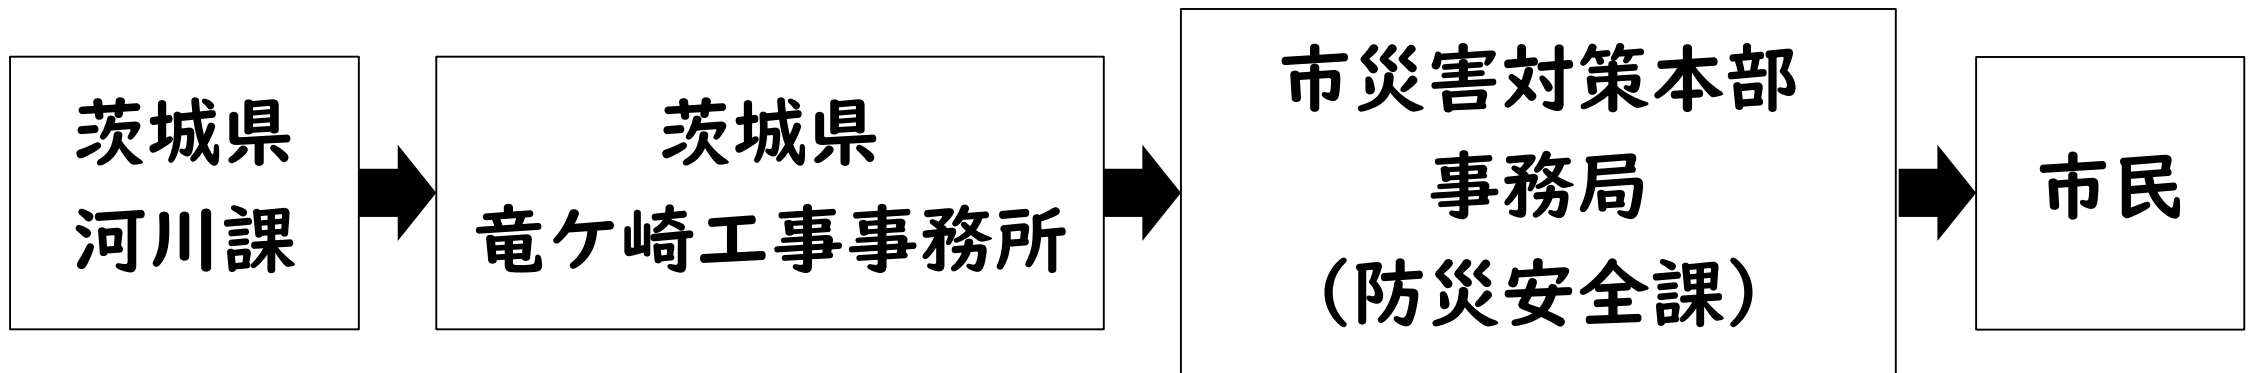 茨城県
河川課
茨城県
竜ケ崎工事事務所
市災害対策本部
事務局
（防災安全課）
市民